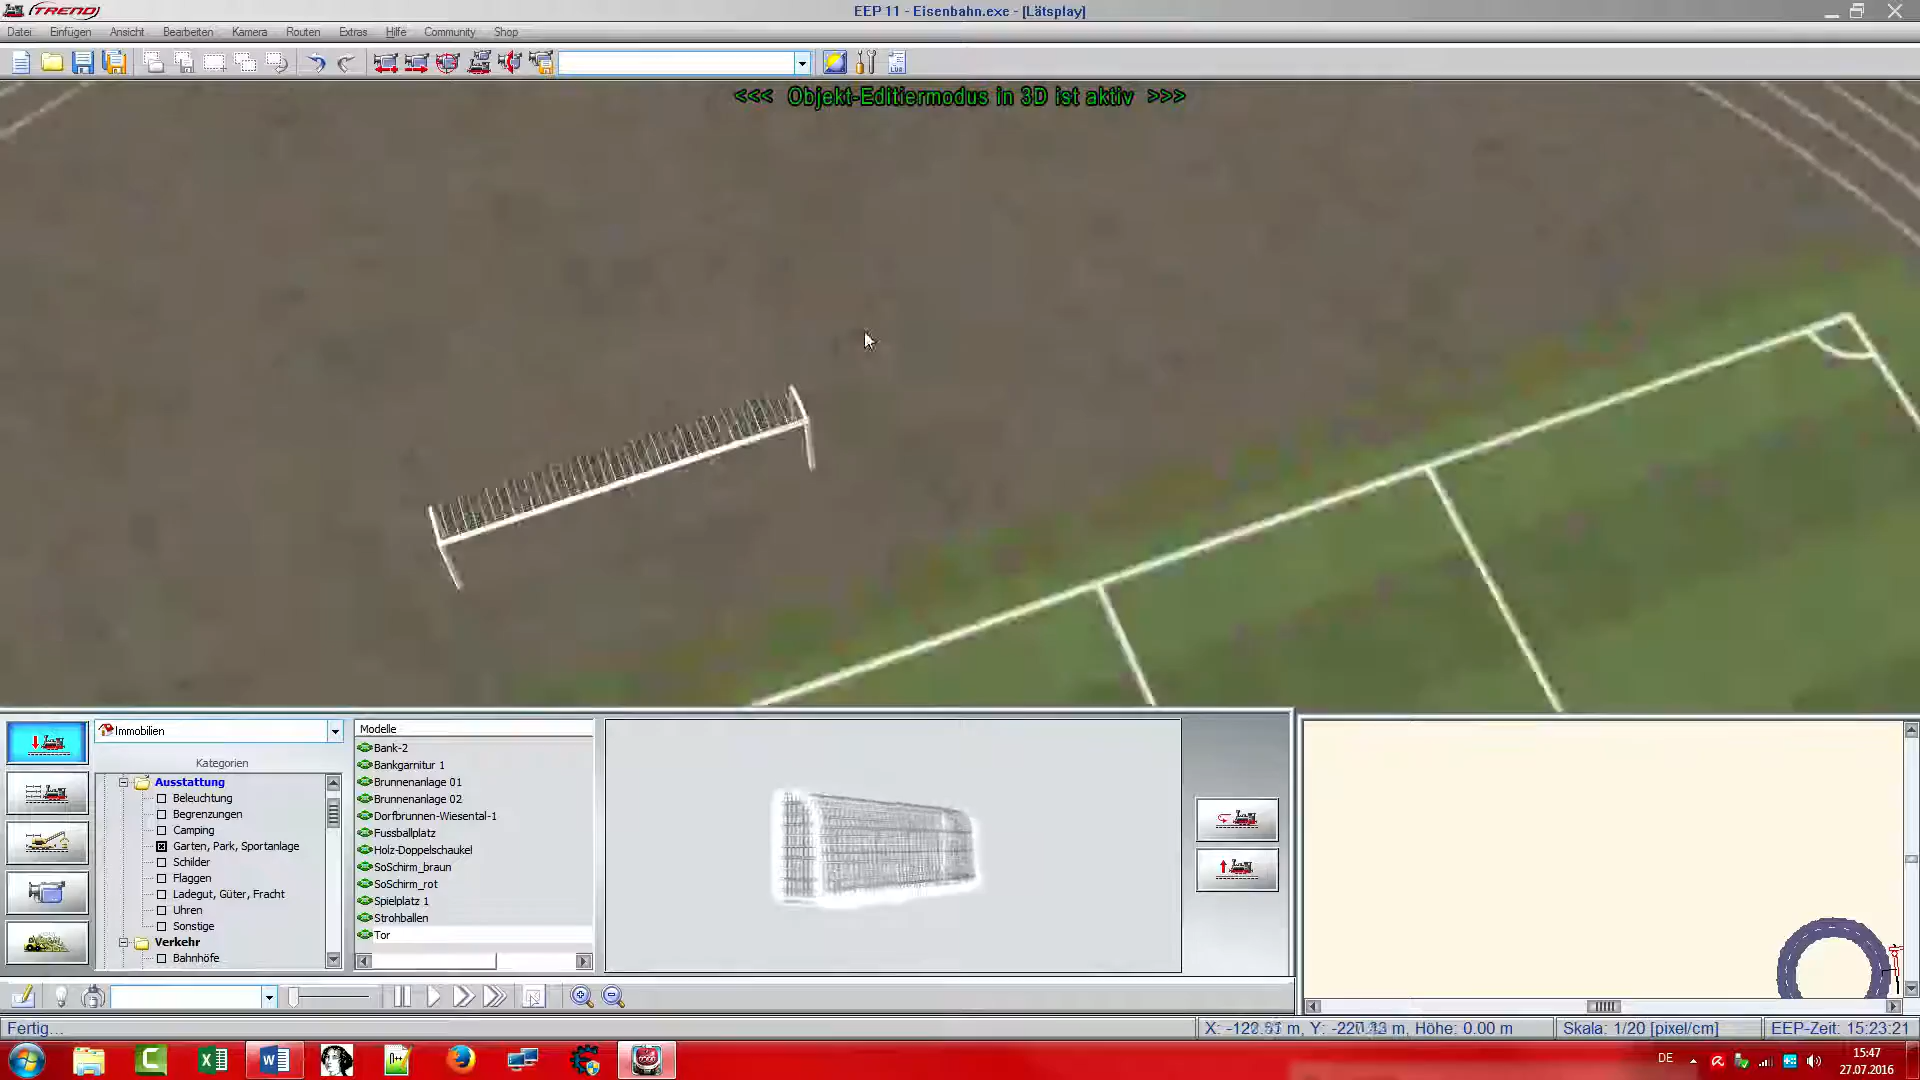 TREND
EEP 11 - Eisenbahn.exe - [Lätsplay]
Datei Einfügen Ansicht Bearbeiten Kamera Routen Extras Hilfe Community Shop
<<< Objekt-Editiermodus in 3D ist aktiv >>>
Immobilien
Kategorien
Ausstattung
Beleuchtung
Begrenzungen
Camping
Garten, Park, Sportanlage
Schilder
Flaggen
Ladegut, Güter, Fracht
Uhren
Sonstige
Verkehr
Bahnhöfe
Modelle
Bank-2
Bankgarnitur 1
Brunnenanlage 01
Brunnenanlage 02
Dorfbrunnen-Wiesental-1
Fussballplatz
Holz-Doppelschaukel
SoSchirm_braun
SoSchirm_rot
Spielplatz 1
Strohballen
Tor
Fertig...
Höhe: 0.00 m
Skala: 1/20 [pixel/cm]
EEP-Zeit: 15:23:21
DE
15:47
27.07.2016